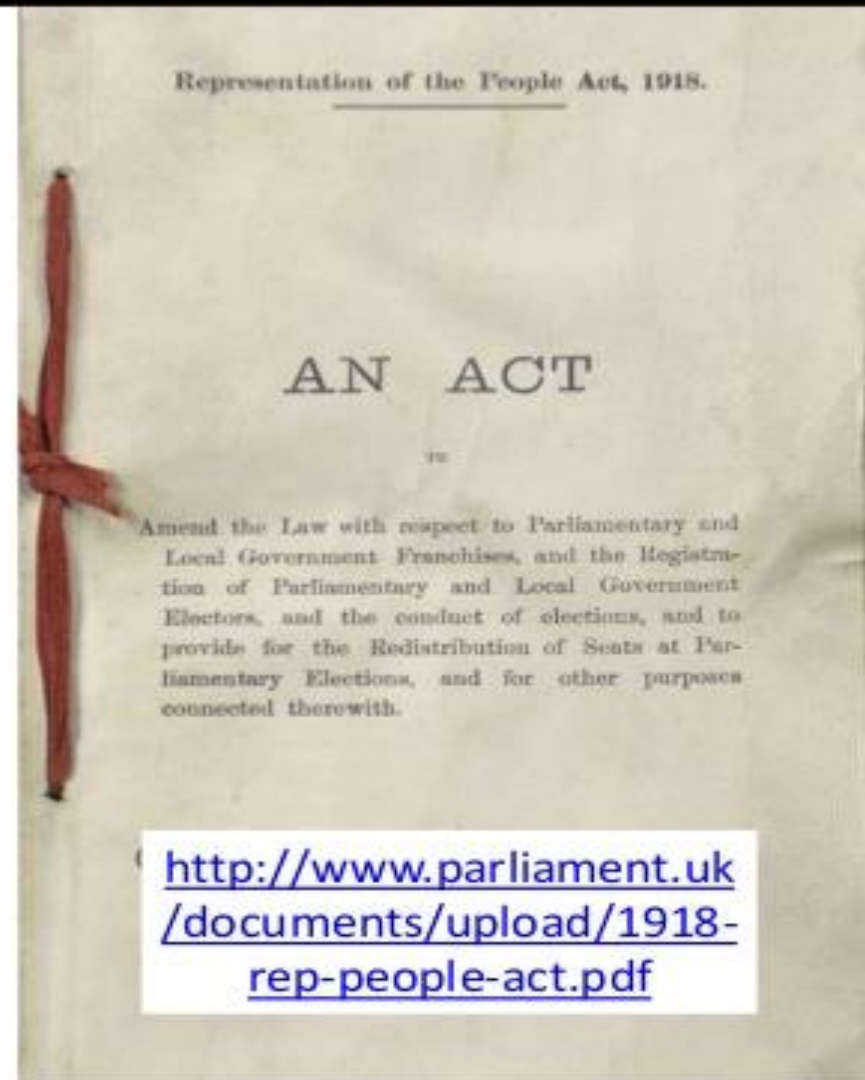 Representation of the People Act, 1918.
AN ACT
TO
Amend the Law with respect to Parliamentary and
Local Government Franchises, and the Registra-
tion of Parliamentary and Local Government
Electors, and the conduct of elections, and to
provide for the Redistribution of Seats at Par-
liamentary Elections, and for other purposes
connected therewith.
http://www.parliament.uk
/documents/upload/1918-
rep-people-act.pdf